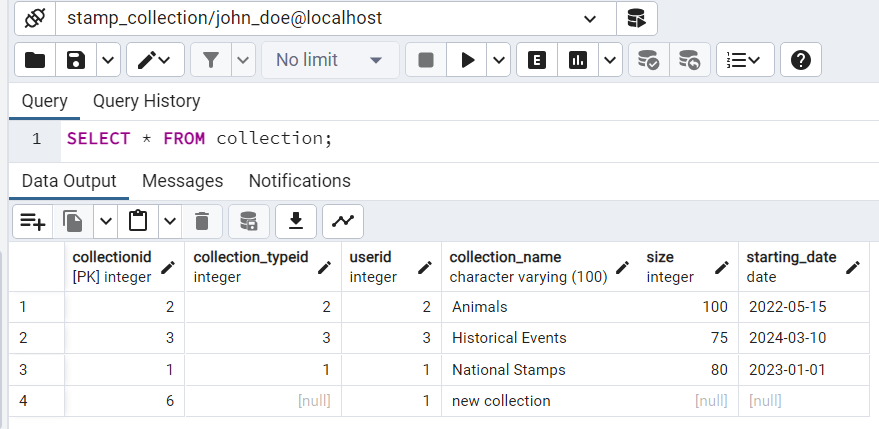 stamp_collection/john_doe@localhost
No limit
E
Query Query History
1 SELECT * FROM collection;
Data Output Messages Notifications
collectionid collection_typeid userid collection_name size starting_date
[PK] integer integer integer character varying (100) integer date
1 2 2 2 Animals 100 2022-05-15
2 3 3 3 Historical Events 75 2024-03-10
3 1 1 1 National Stamps 80 2023-01-01
4 6 [null] 1 new collection [null] [null]